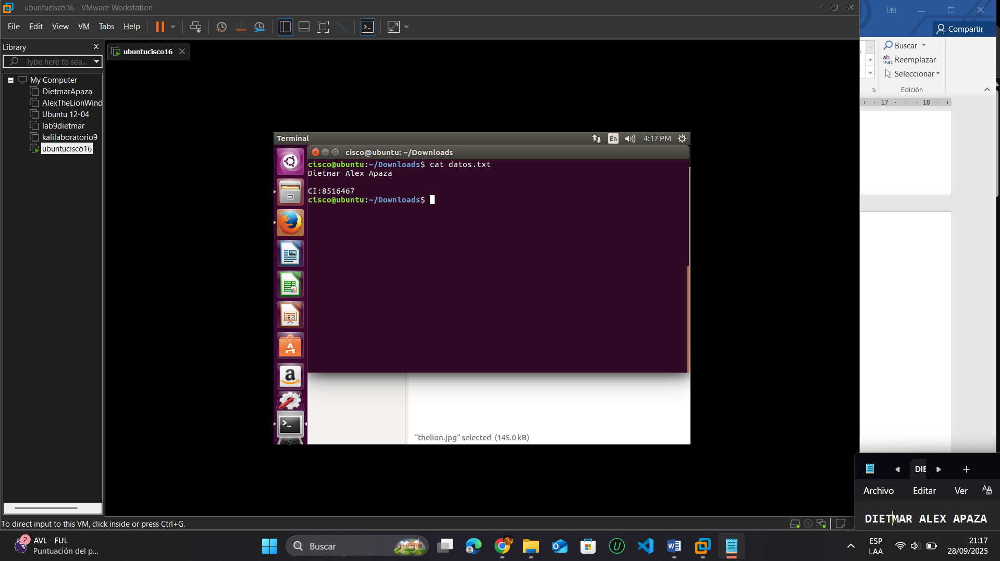 ubuntucisco16 - VMware Workstation
File Edit View VM Tabs Help
Library
Type here to sea...
My Computer
DietmarApaza
AlexTheLionWind
Ubuntu 12-04
lab9dietmar
kalilaboratorio9
ubuntucisco16
ubuntucisco16
Terminal
En
4:17 PM
cisco@ubuntu: ~/Downloads
cisco@ubuntu:~/Downloads$ cat datos.txt
Dietmar Alex Apaza
CI:8516467
cisco@ubuntu:~/Downloads$
"thelion.jpg" selected (145.0 kB)
To direct input to this VM, click inside or press Ctrl+G.
Compartir
Buscar
Reemplazar
Seleccionar
Edición
17 18
DIE
Archivo Editar Ver
DIETMAR ALEX APAZA
2
AVL - FUL
Puntuación del p...
Buscar
ESP
LAA
21:17
28/09/2025